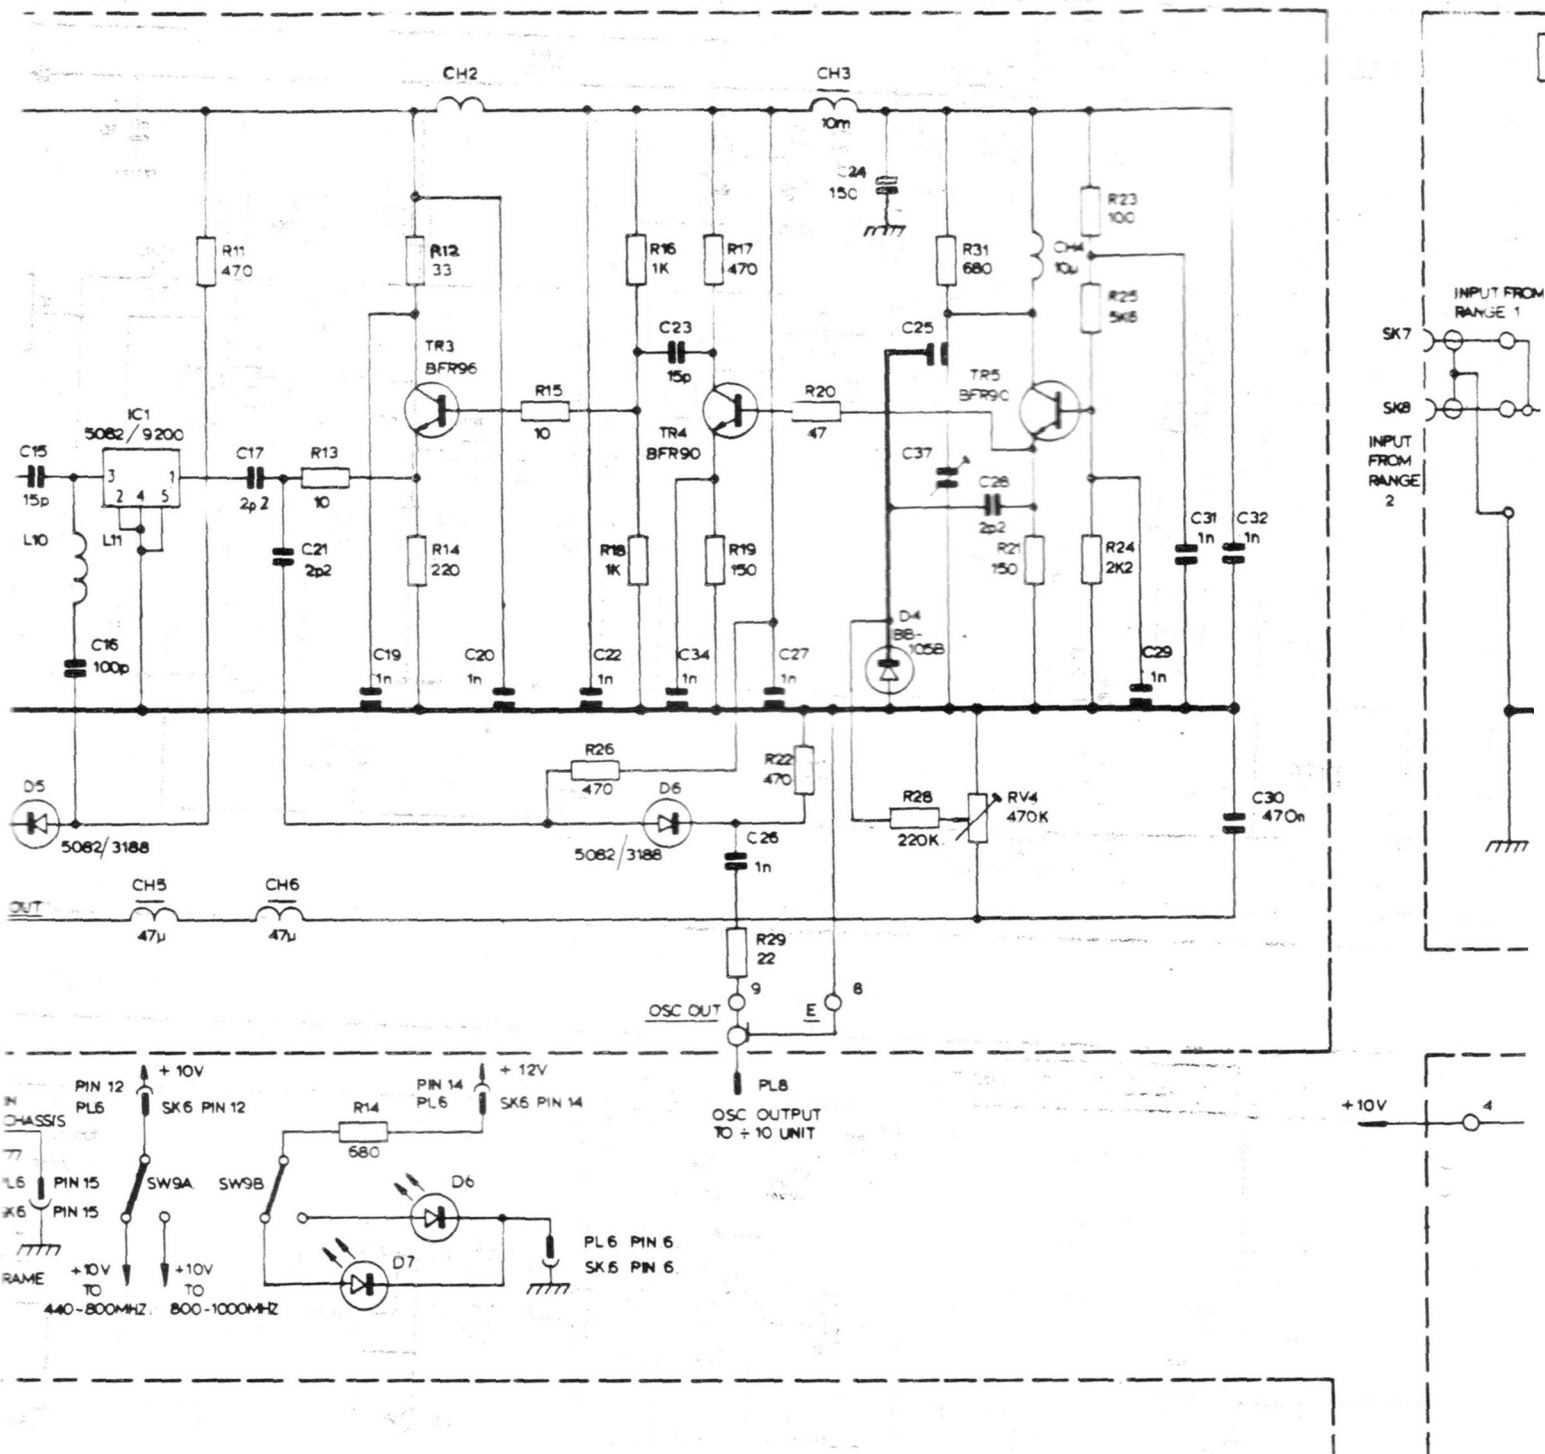 CH2
CH3
10m
C24
150
R11
470
R12
33
R16
1K
R17
470
R31
680
CH4
10µ
R23
100
R25
5K6
INPUT FROM
RANGE 1
SK7
SK8
INPUT
FROM
RANGE
2
TR3
BFR96
C23
15p
C25
TR5
BFR90
IC1
5082/9200
C15
15p
3
1
2 4 5
C17
2p2
R13
10
R15
10
TR4
BFR90
R20
47
C37
C28
2p2
L10
L11
C21
2p2
R14
220
R18
1K
R19
150
R21
150
R24
2K2
C31
1n
C32
1n
C16
100p
C19
1n
C20
1n
C22
1n
C34
1n
C27
1n
D4
BB-
105B
C29
1n
D5
5082/3188
R26
470
R22
470
D6
5082/3188
C26
1n
R28
220K
RV4
470K
C30
470n
OUT
CH5
47µ
CH6
47µ
R29
22
9
OSC OUT
E
8
PL8
OSC OUTPUT
TO ÷ 10 UNIT
+ 10V
PIN 12
PL6
SK6 PIN 12
+ 12V
PIN 14
PL6
SK6 PIN 14
CHASSIS
R14
680
PIN 15
PIN 15
SW9A
SW9B
D6
D7
PL6 PIN 6.
SK6 PIN 6.
+10V
TO
440-800MHZ.
+10V
TO
800-1000MHZ
+10V
4